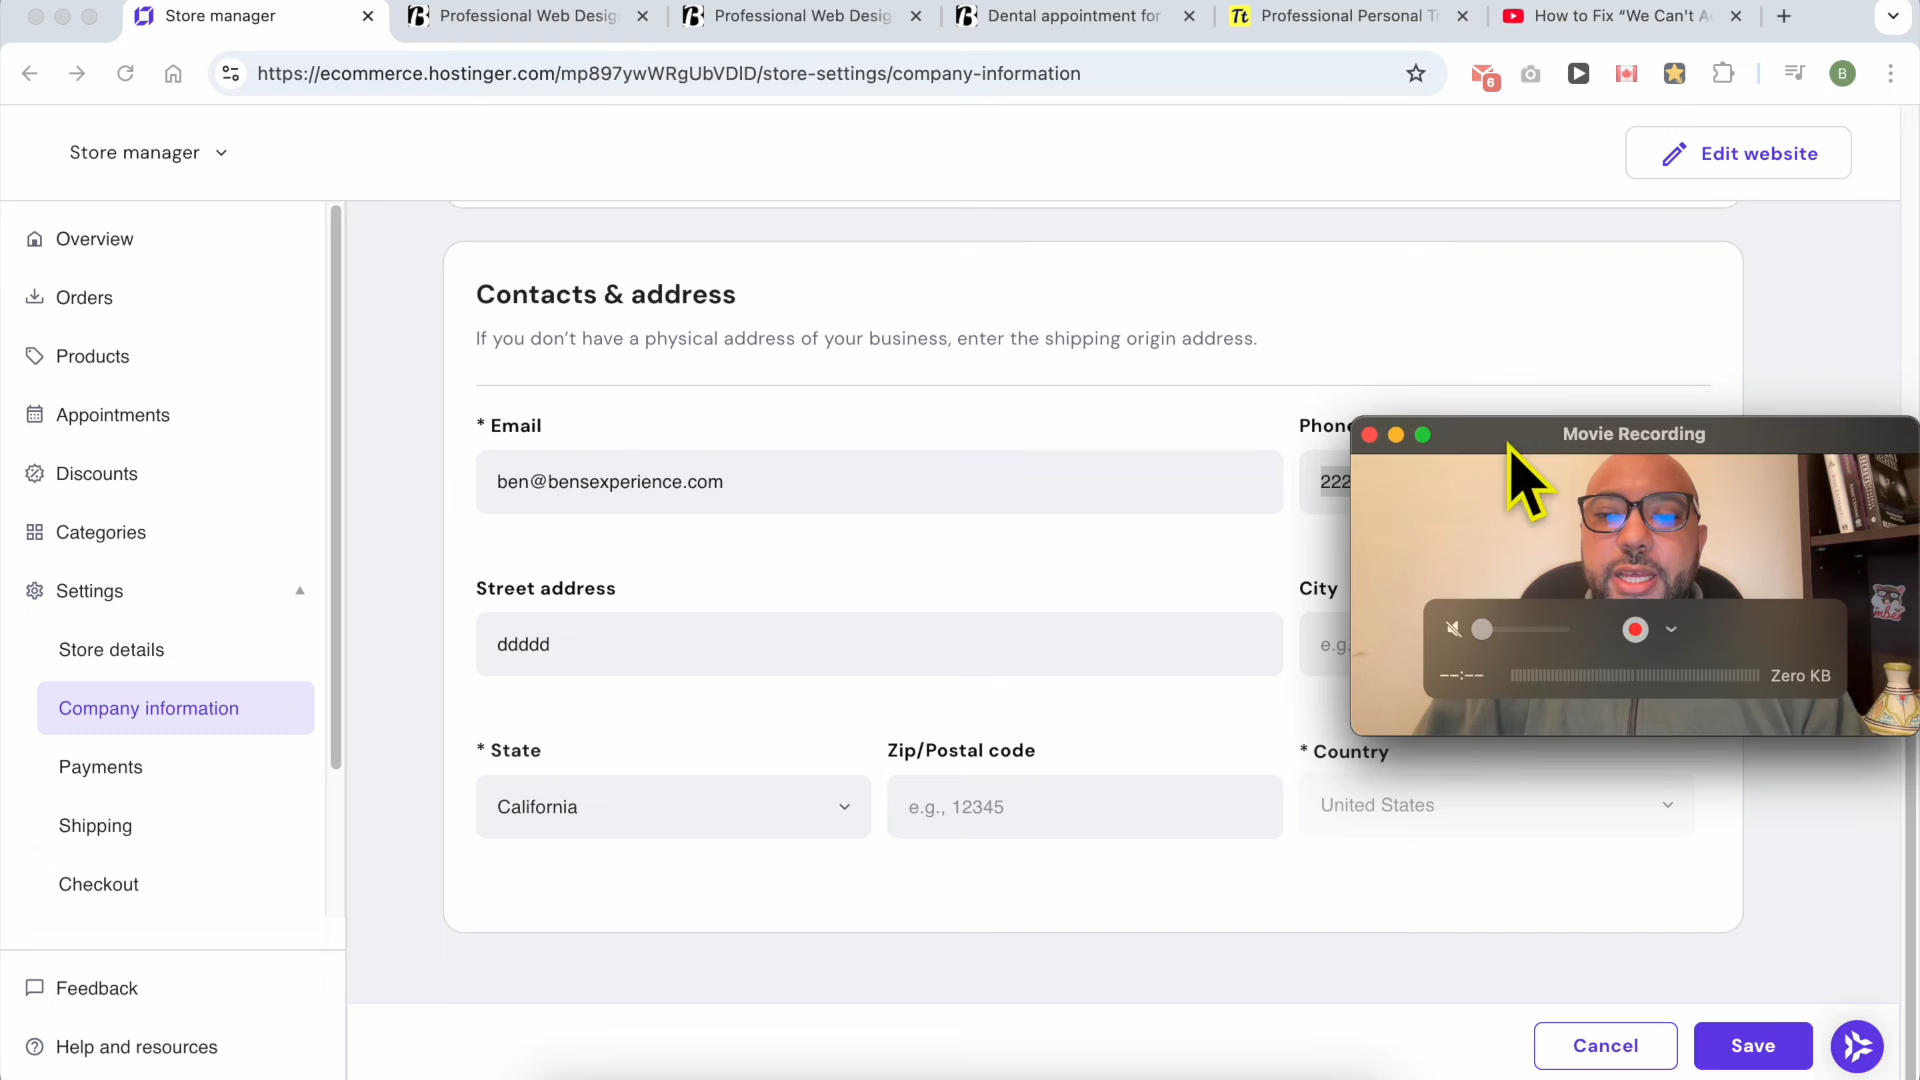 Store manager
Professional Web Desig
Professional Web Desig
Dental appointment for
Tt
Professional Personal T
How to Fix “We Can't A
https://ecommerce.hostinger.com/mp897ywWRgUbVDlD/store-settings/company-information
6
B
Store manager
Edit website
Overview
Orders
Products
Appointments
Discounts
Categories
Settings
Store details
Company information
Payments
Shipping
Checkout
Feedback
Help and resources
Contacts & address
If you don’t have a physical address of your business, enter the shipping origin address.
* Email
Phone
ben@bensexperience.com
222
Street address
City
ddddd
e.g.
* State
Zip/Postal code
* Country
California
e.g., 12345
United States
Movie Recording
--:--
Zero KB
Cancel
Save